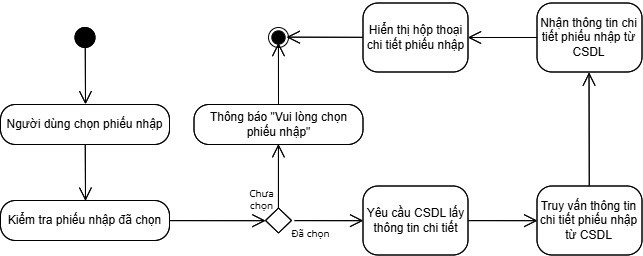 Người dùng chọn phiếu nhập
Kiểm tra phiếu nhập đã chọn
Chưa
chọn
Thông báo "Vui lòng chọn
phiếu nhập"
Đã chọn
Yêu cầu CSDL lấy
thông tin chi tiết
Truy vấn thông tin
chi tiết phiếu nhập
từ CSDL
Nhận thông tin chi
tiết phiếu nhập từ
CSDL
Hiển thị hộp thoại
chi tiết phiếu nhập